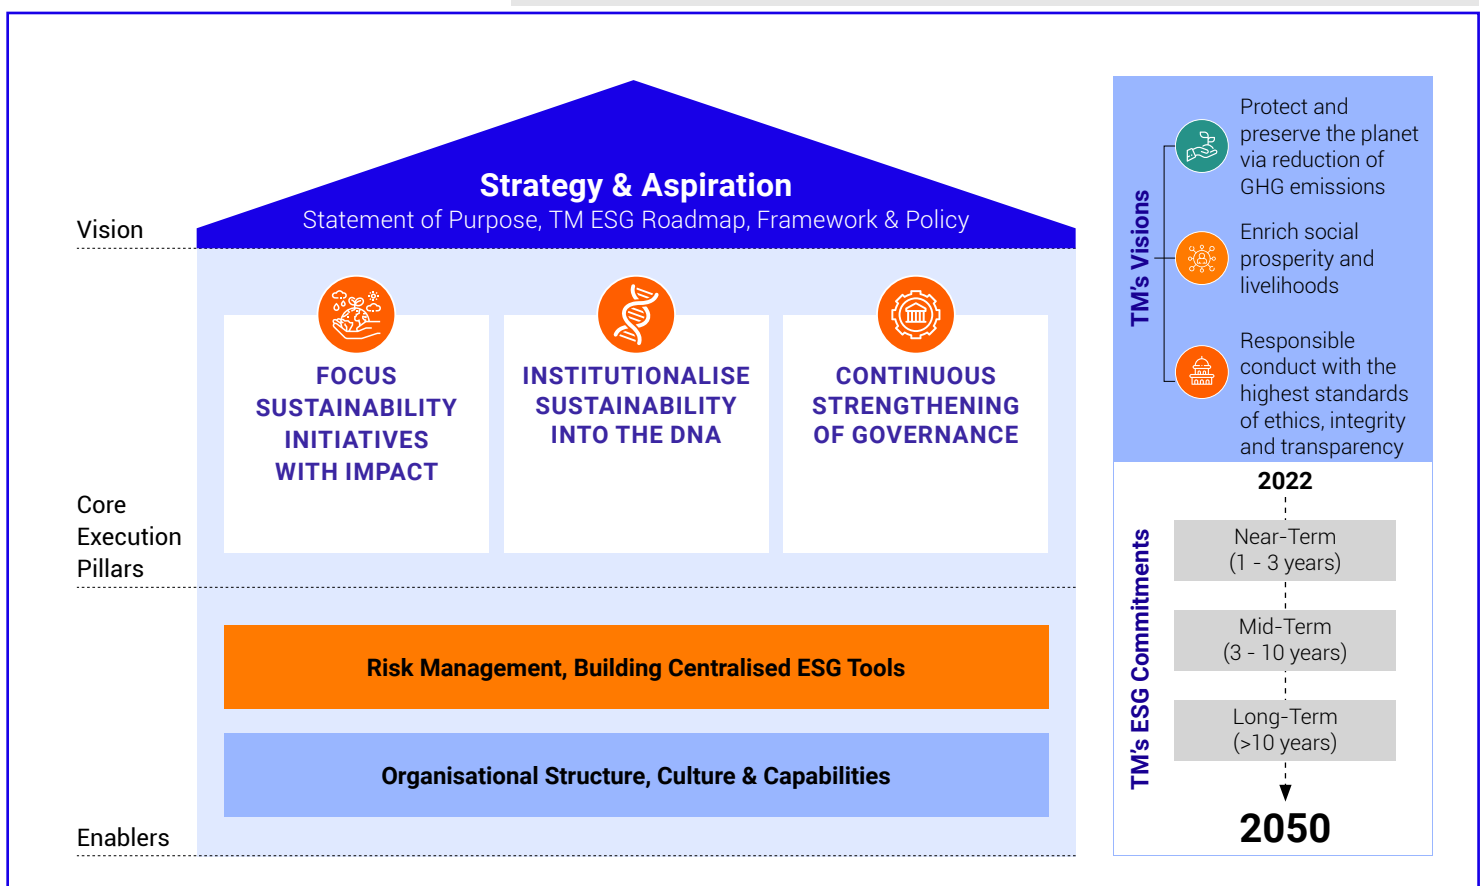 Strategy & Aspiration
Statement of Purpose, TM ESG Roadmap, Framework & Policy
Vision
FOCUS
SUSTAINABILITY
INITIATIVES
WITH IMPACT
INSTITUTIONALISE
SUSTAINABILITY
INTO THE DNA
CONTINUOUS
STRENGTHENING
OF GOVERNANCE
Core
Execution
Pillars
Risk Management, Building Centralised ESG Tools
Organisational Structure, Culture & Capabilities
Enablers
TM's Visions
Protect and
preserve the planet
via reduction of
GHG emissions
Enrich social
prosperity and
livelihoods
Responsible
conduct with the
highest standards
of ethics, integrity
and transparency
TM's ESG Commitments
2022
Near-Term
(1 - 3 years)
Mid-Term
(3 - 10 years)
Long-Term
(>10 years)
2050